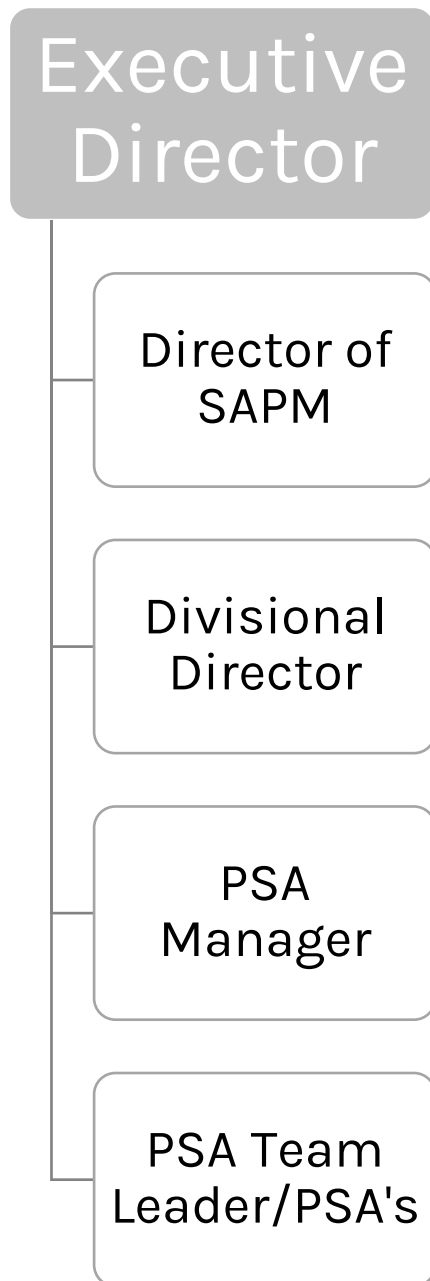 Executive
Director
Director of
SAPM
Divisional
Director
PSA
Manager
PSA Team
Leader/PSA's